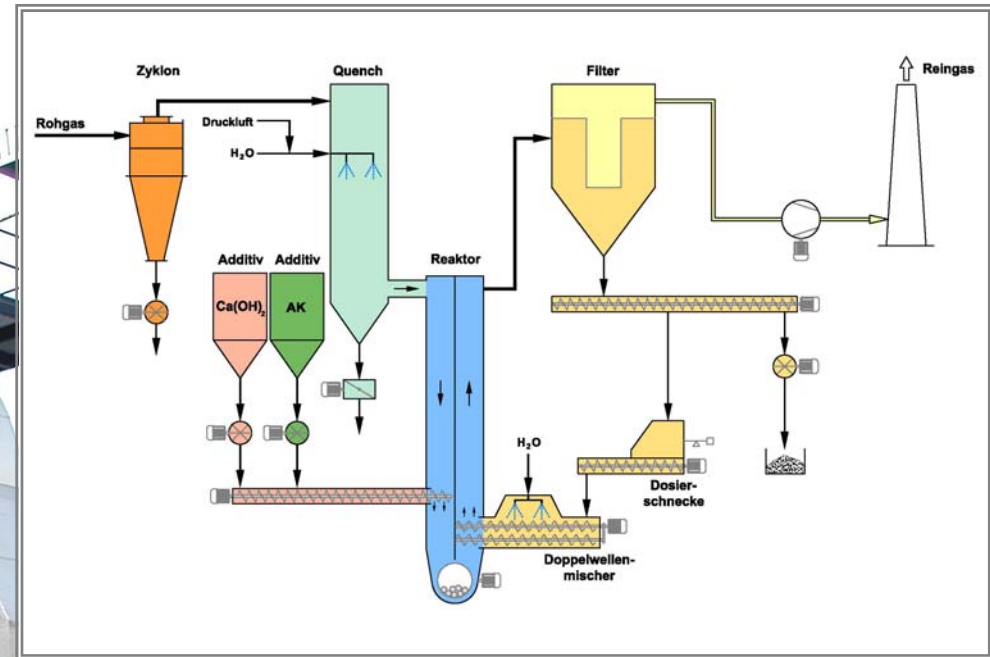 Zyklon
Quench
Filter
Reingas
Rohgas
Druckluft
H₂O
Additiv
Additiv
Reaktor
Ca(OH)₂
AK
H₂O
Dosier-
schnecke
Doppelwellen-
mischer